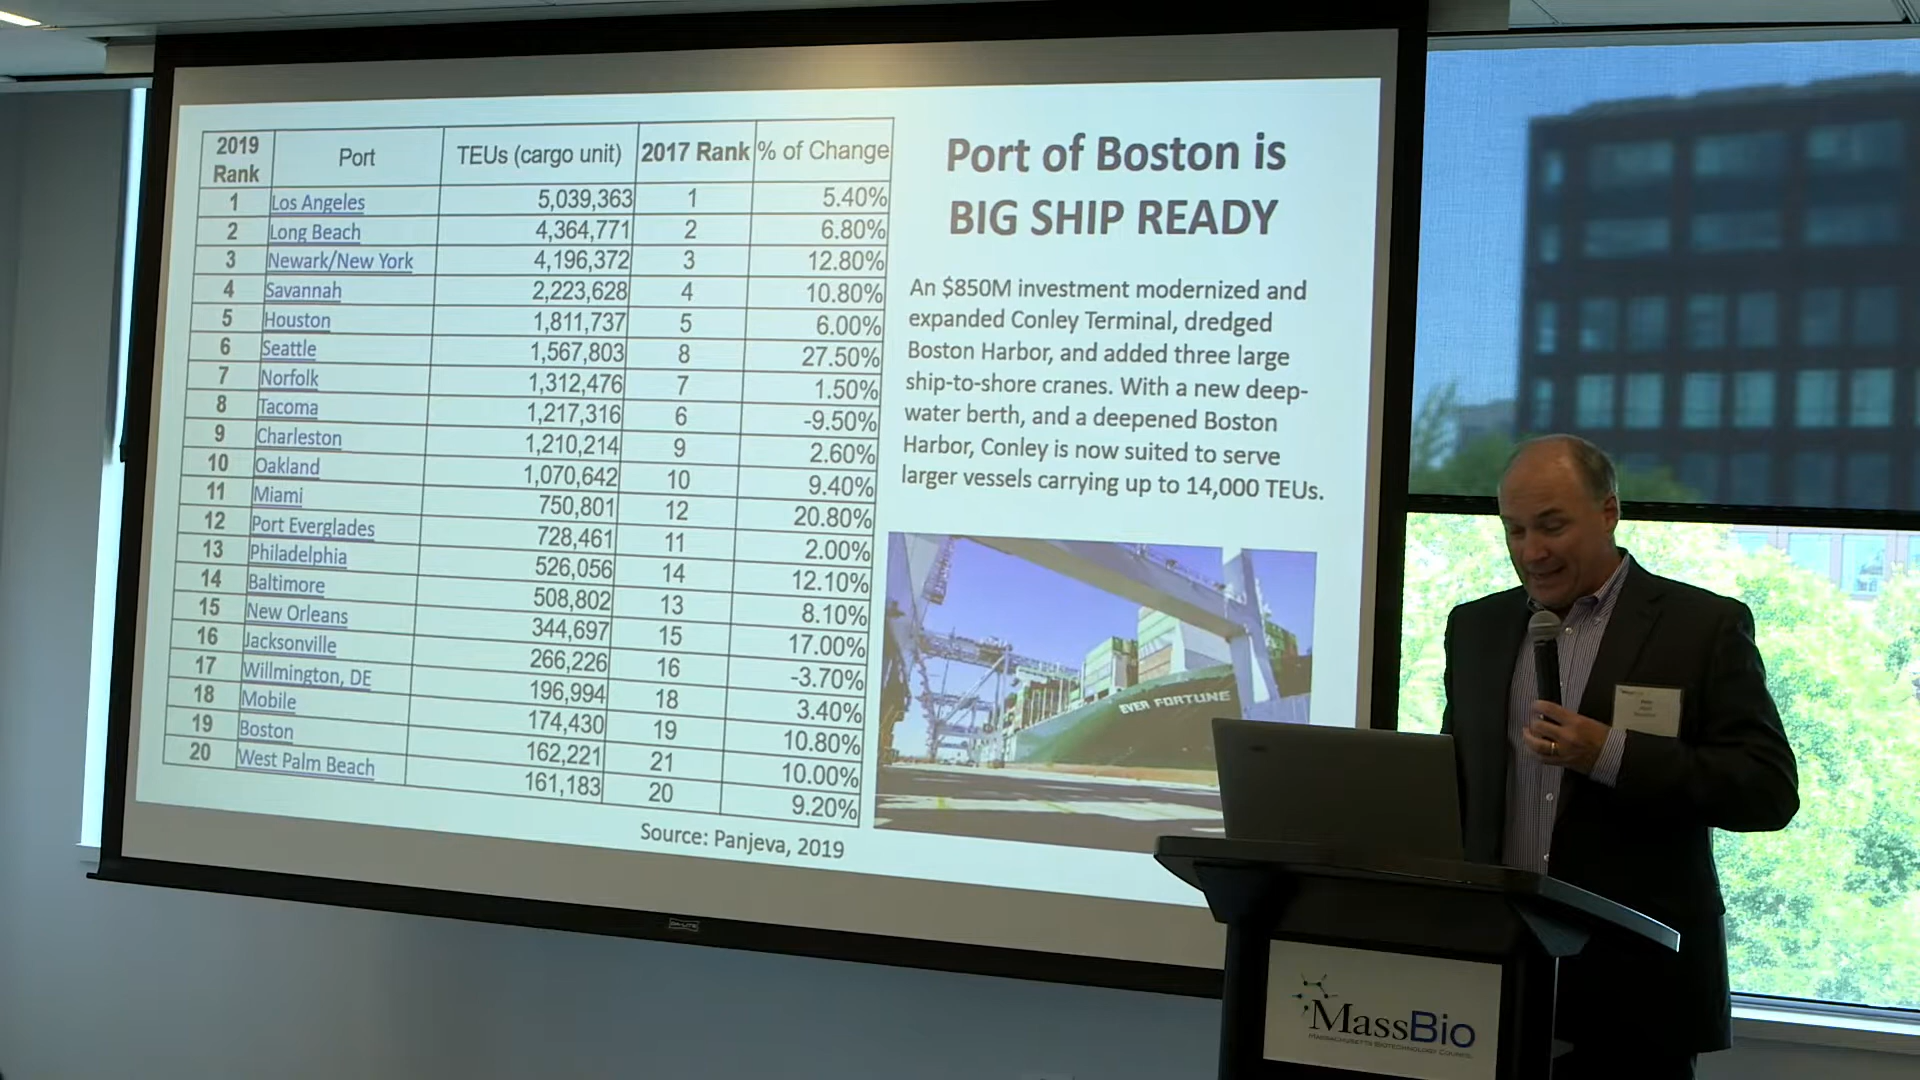 2019 Rank Port TEUs (cargo unit) 2017 Rank % of Change
1 Los Angeles 5,039,363 1 5.40%
2 Long Beach 4,364,771 2 6.80%
3 Newark/New York 4,196,372 3 12.80%
4 Savannah 2,223,628 4 10.80%
5 Houston 1,811,737 5 6.00%
6 Seattle 1,567,803 8 27.50%
7 Norfolk 1,312,476 7 1.50%
8 Tacoma 1,217,316 6 -9.50%
9 Charleston 1,210,214 9 2.60%
10 Oakland 1,070,642 10 9.40%
11 Miami 750,801 12 20.80%
12 Port Everglades 728,461 11 2.00%
13 Philadelphia 526,056 14 12.10%
14 Baltimore 508,802 13 8.10%
15 New Orleans 344,697 15 17.00%
16 Jacksonville 266,226 16 -3.70%
17 Willmington, DE 196,994 18 3.40%
18 Mobile 174,430 19 10.80%
19 Boston 162,221 21 10.00%
20 West Palm Beach 161,183 20 9.20%
Source: Panjeva, 2019
Port of Boston is
BIG SHIP READY
An $850M investment modernized and
expanded Conley Terminal, dredged
Boston Harbor, and added three large
ship-to-shore cranes. With a new deep-
water berth, and a deepened Boston
Harbor, Conley is now suited to serve
larger vessels carrying up to 14,000 TEUs.
EVER FORTUNE
DA-LITE
MassBio
MASSACHUSETTS BIOTECHNOLOGY COUNCIL